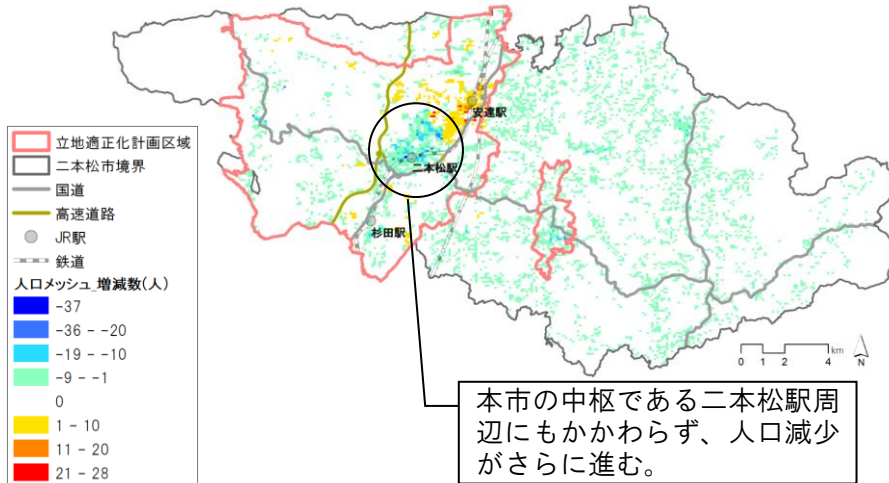 安達駅
二本松駅
杉田駅
立地適正化計画区域
二本松市境界
国道
高速道路
JR駅
鉄道
人口メッシュ_増減数(人)
-37
-36 - -20
-19 - -10
-9 - -1
0
1 - 10
11 - 20
21 - 28
km
0 1 2 4
N
本市の中枢である二本松駅周
辺にもかかわらず、人口減少
がさらに進む。